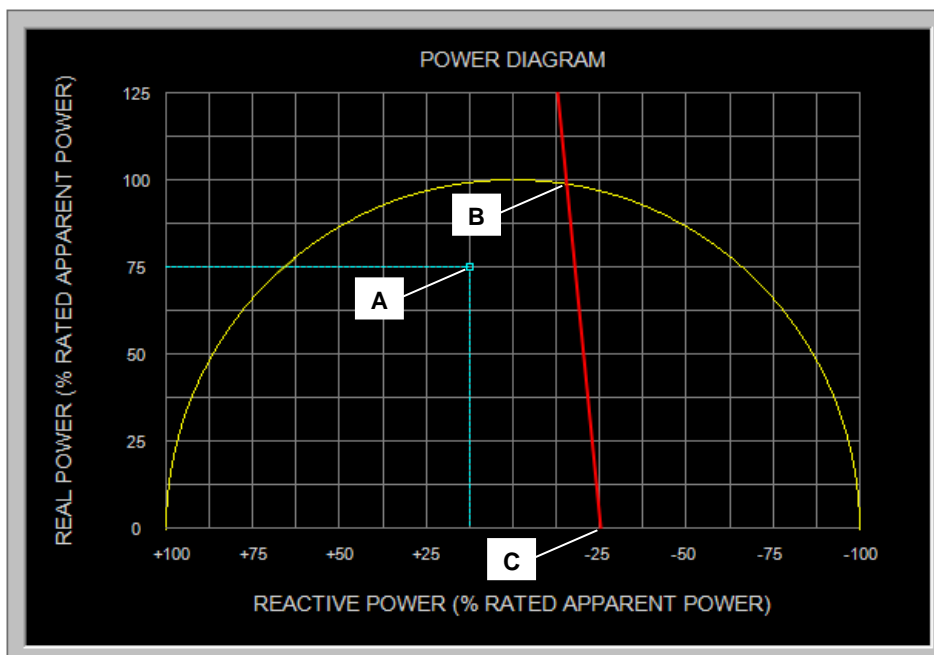 POWER DIAGRAM
REAL POWER (% RATED APPARENT POWER)
125
100
75
50
25
0
B
A
C
+100 +75 +50 +25 -25 -50 -75 -100
REACTIVE POWER (% RATED APPARENT POWER)